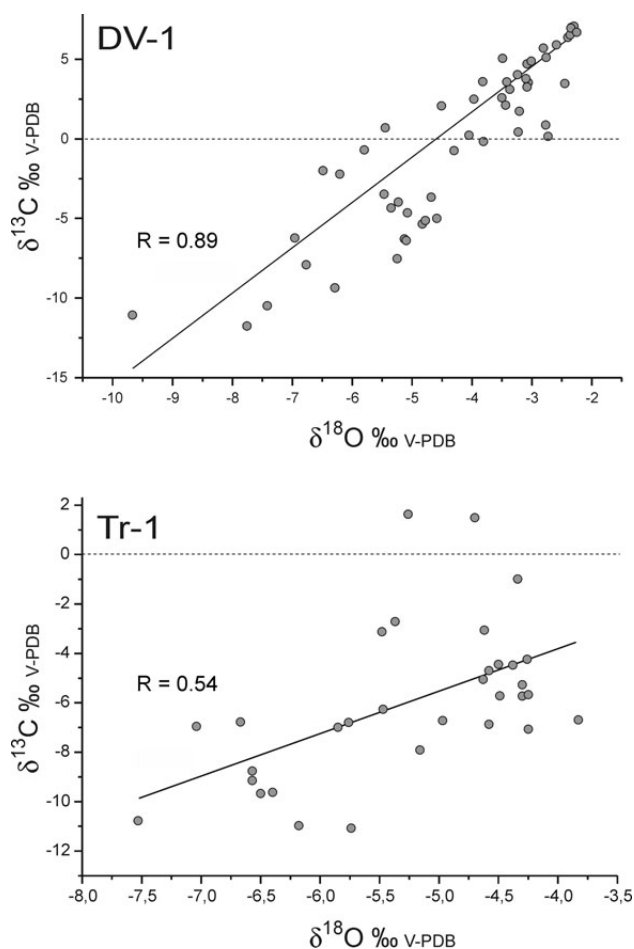 DV-1
5
0
-5
-10
-15
δ¹³C ‰ V-PDB
R = 0.89
-10 -9 -8 -7 -6 -5 -4 -3 -2
δ¹⁸O ‰ V-PDB
Tr-1
2
0
-2
-4
-6
-8
-10
-12
δ¹³C ‰ V-PDB
R = 0.54
-8,0 -7,5 -7,0 -6,5 -6,0 -5,5 -5,0 -4,5 -4,0 -3,5
δ¹⁸O ‰ V-PDB